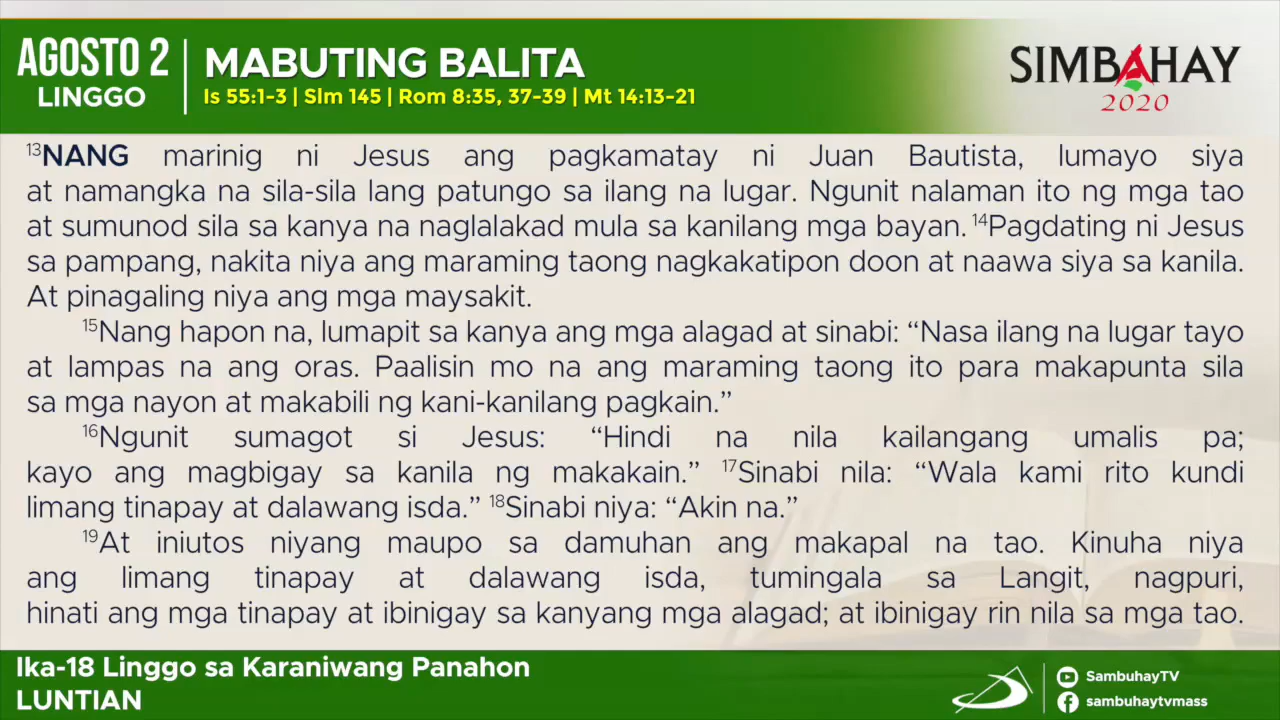 AGOSTO 2
LINGGO
MABUTING BALITA
Is 55:1-3 | Slm 145 | Rom 8:35, 37-39 | Mt 14:13-21
SIMBAHAY
2020
13NANG marinig ni Jesus ang pagkamatay ni Juan Bautista, lumayo siya
at namangka na sila-sila lang patungo sa ilang na lugar. Ngunit nalaman ito ng mga tao
at sumunod sila sa kanya na naglalakad mula sa kanilang mga bayan. 14Pagdating ni Jesus
sa pampang, nakita niya ang maraming taong nagkakatipon doon at naawa siya sa kanila.
At pinagaling niya ang mga maysakit.
15Nang hapon na, lumapit sa kanya ang mga alagad at sinabi: “Nasa ilang na lugar tayo
at lampas na ang oras. Paalisin mo na ang maraming taong ito para makapunta sila
sa mga nayon at makabili ng kani-kanilang pagkain.”
16Ngunit sumagot si Jesus: “Hindi na nila kailangang umalis pa;
kayo ang magbigay sa kanila ng makakain.” 17Sinabi nila: “Wala kami rito kundi
limang tinapay at dalawang isda.” 18Sinabi niya: “Akin na.”
19At iniutos niyang maupo sa damuhan ang makapal na tao. Kinuha niya
ang limang tinapay at dalawang isda, tumingala sa Langit, nagpuri,
hinati ang mga tinapay at ibinigay sa kanyang mga alagad; at ibinigay rin nila sa mga tao.
Ika-18 Linggo sa Karaniwang Panahon
LUNTIAN
SambuhayTV
sambuhaytvmass